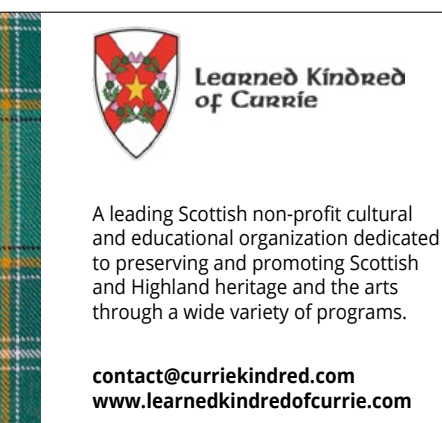 Learned Kindred
of Currie
A leading Scottish non-profit cultural
and educational organization dedicated
to preserving and promoting Scottish
and Highland heritage and the arts
through a wide variety of programs.
contact@curriekindred.com
www.learnedkindredofcurrie.com